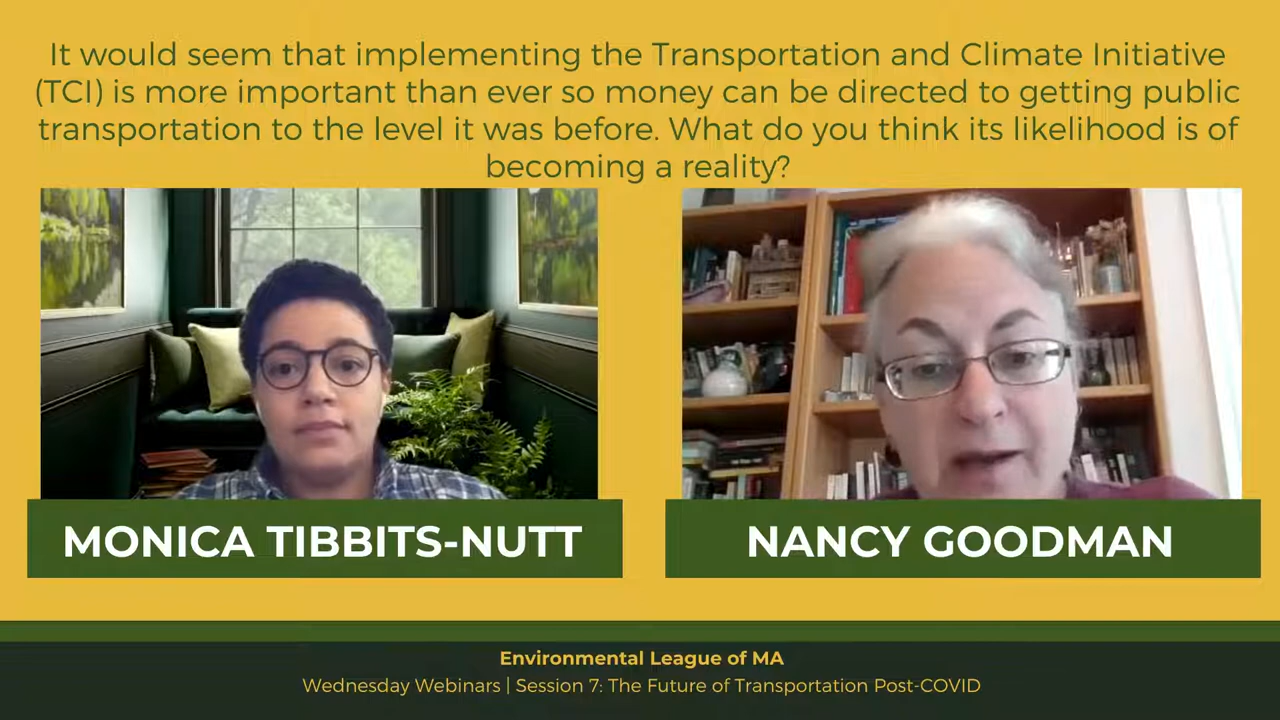 It would seem that implementing the Transportation and Climate Initiative
(TCI) is more important than ever so money can be directed to getting public
transportation to the level it was before. What do you think its likelihood is of
becoming a reality?
MONICA TIBBITS-NUTT
NANCY GOODMAN
Environmental League of MA
Wednesday Webinars | Session 7: The Future of Transportation Post-COVID